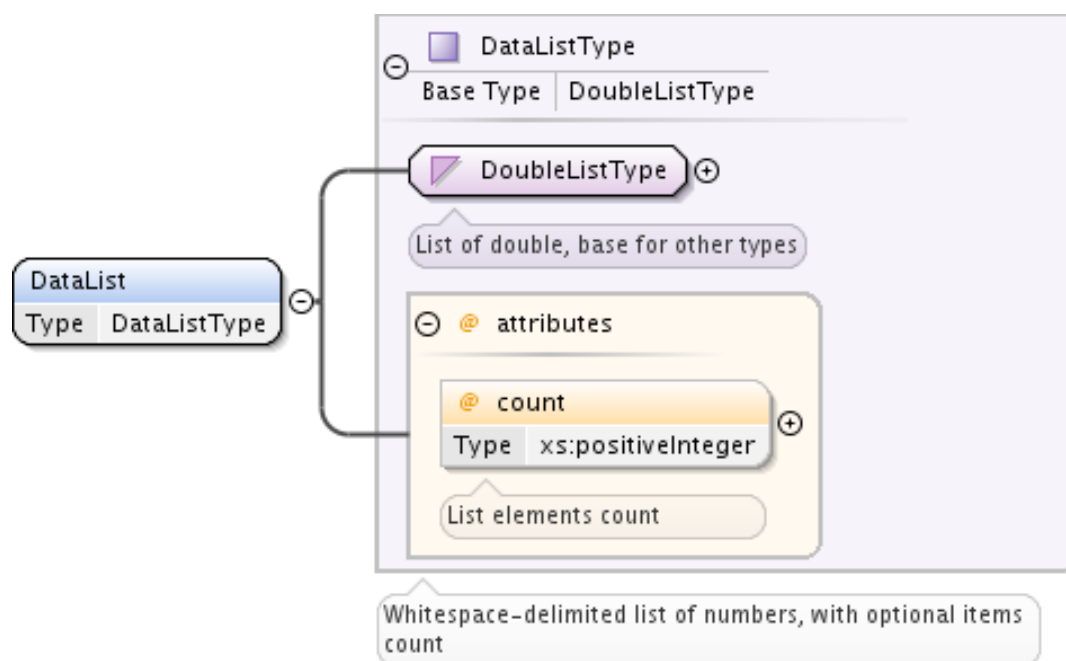 DataListType
Base Type DoubleListType
DoubleListType
List of double, base for other types
DataList
Type DataListType
@ attributes
@ count
Type xs:positiveInteger
List elements count
Whitespace-delimited list of numbers, with optional items
count